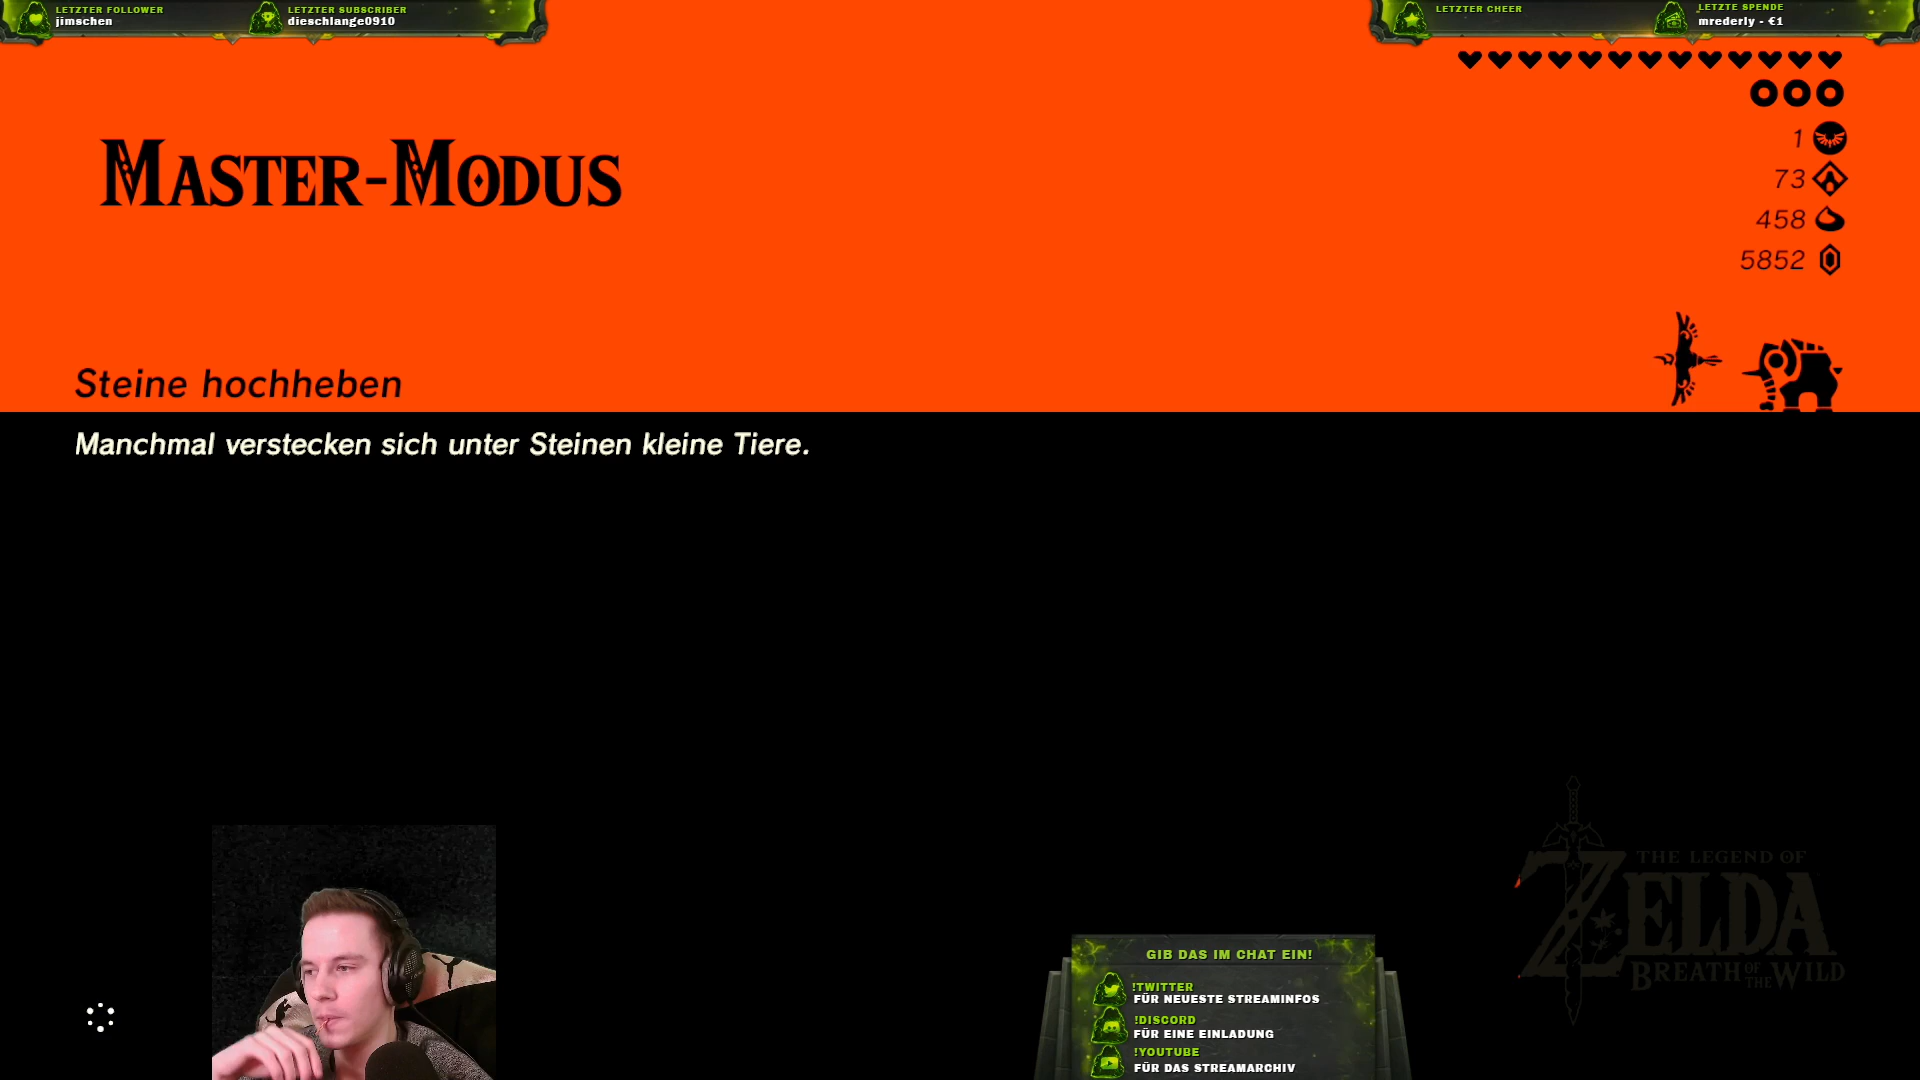 LETZTER FOLLOWER
jimschen
LETZTER SUBSCRIBER
dieschlange0910
LETZTER CHEER
LETZTE SPENDE
mrederly - €1
MASTER-MODUS
1
73
458
5852
Steine hochheben
Manchmal verstecken sich unter Steinen kleine Tiere.
THE LEGEND OF
ZELDA
BREATH OF THE WILD
GIB DAS IM CHAT EIN!
!TWITTER
FÜR NEUESTE STREAMINFOS
!DISCORD
FÜR EINE EINLADUNG
!YOUTUBE
FÜR DAS STREAMARCHIV